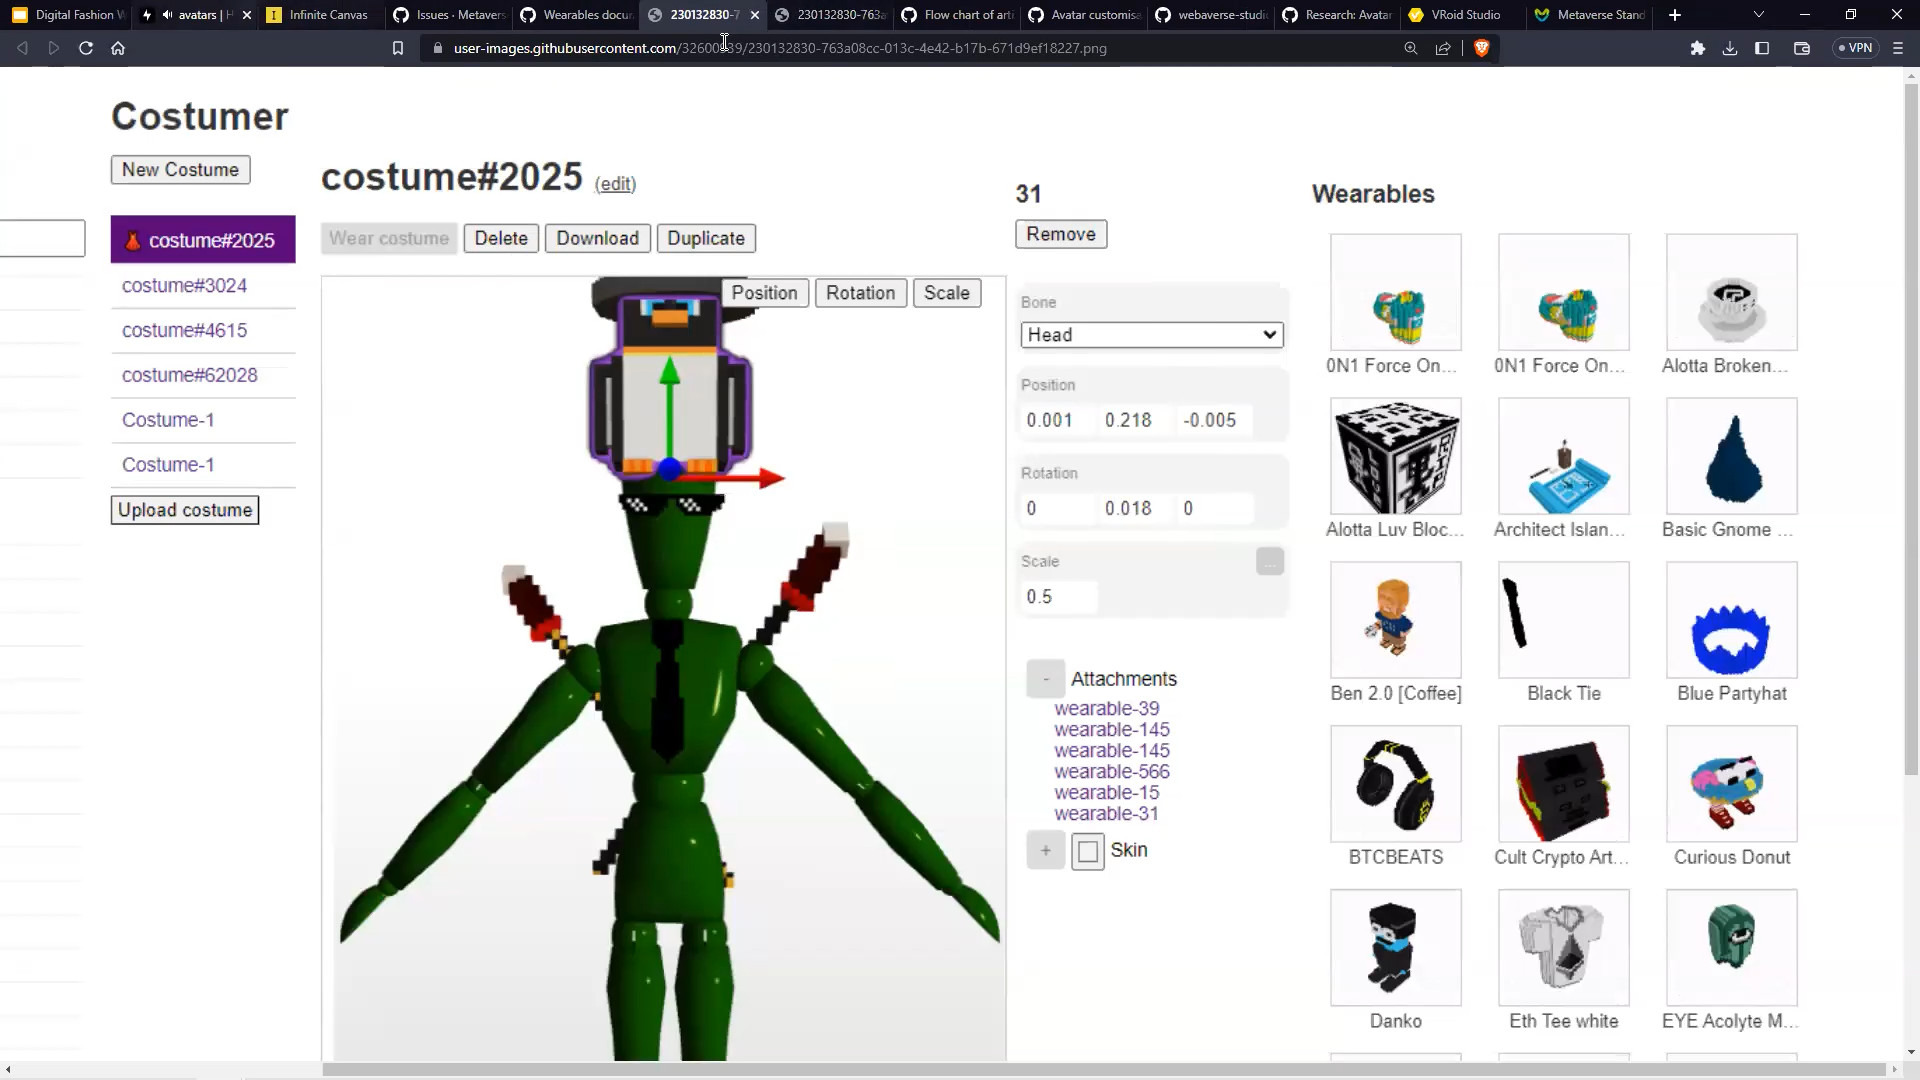 Digital Fashion W
avatars | H
Infinite Canvas
Issues · Metavers
Wearables docu
230132830-7
230132830-763a
Flow chart of arti
Avatar customisa
webaverse-studi
Research: Avatar
VRoid Studio
Metaverse Stand
user-images.githubusercontent.com/32600939/230132830-763a08cc-013c-4e42-b17b-671d9ef18227.png
VPN
Costumer
New Costume
costume#2025
costume#3024
costume#4615
costume#62028
Costume-1
Costume-1
Upload costume
costume#2025 (edit)
Wear costume Delete Download Duplicate
Position Rotation Scale
31
Remove
Bone
Head
Position
0.001 0.218 -0.005
Rotation
0 0.018 0
Scale
...
0.5
- Attachments
wearable-39
wearable-145
wearable-145
wearable-566
wearable-15
wearable-31
+ Skin
Wearables
0N1 Force On... 0N1 Force On... Alotta Broken...
Alotta Luv Bloc... Architect Islan... Basic Gnome ...
Ben 2.0 [Coffee] Black Tie Blue Partyhat
BTCBEATS Cult Crypto Art... Curious Donut
Danko Eth Tee white EYE Acolyte M...